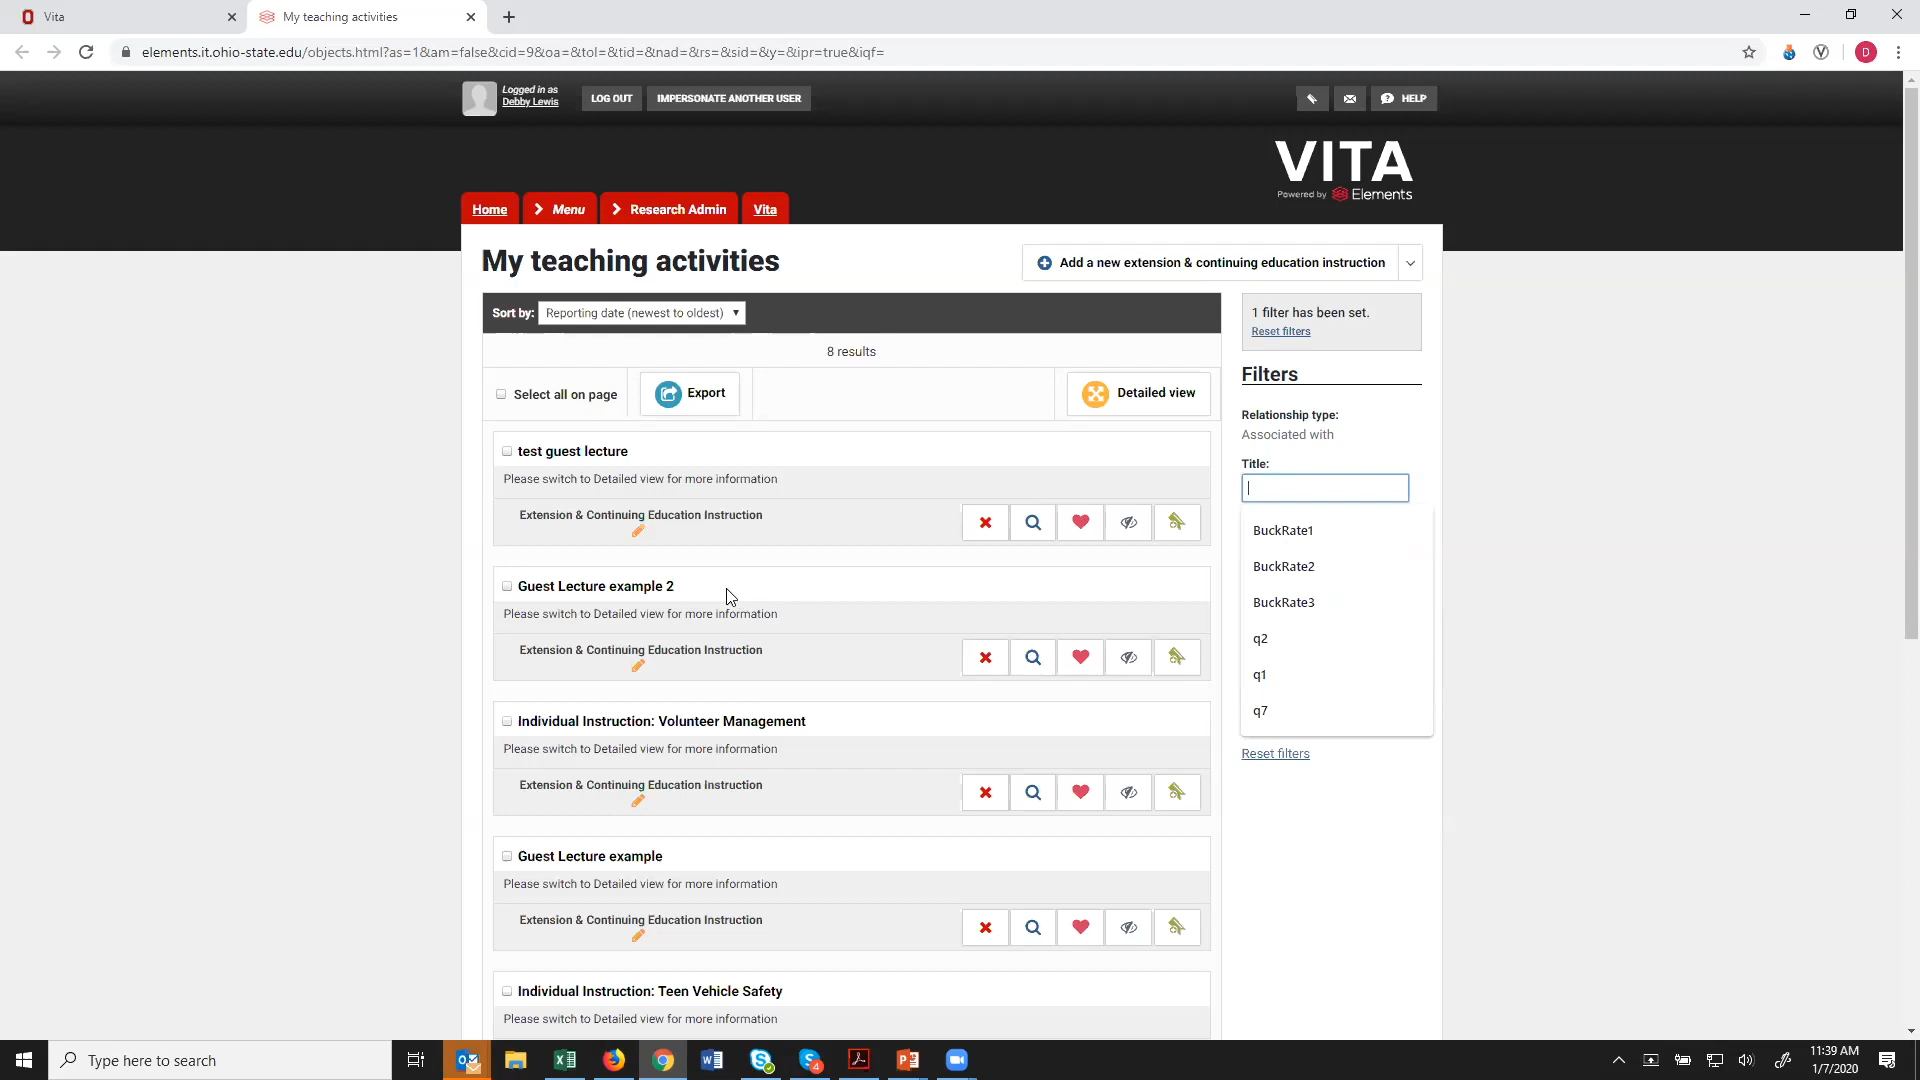 Vita
My teaching activities
elements.it.ohio-state.edu/objects.html?as=1&am=false&cid=9&oa=&tol=&tid=&nad=&rs=&sid=&y=&ipr=true&iqf=
D
Logged in as
Debby Lewis
LOG OUT
IMPERSONATE ANOTHER USER
HELP
VITA
Powered by Elements
Home
Menu
Research Admin
Vita
My teaching activities
Add a new extension & continuing education instruction
Sort by: Reporting date (newest to oldest)
8 results
Select all on page
Export
Detailed view
test guest lecture
Please switch to Detailed view for more information
Extension & Continuing Education Instruction
Guest Lecture example 2
Please switch to Detailed view for more information
Extension & Continuing Education Instruction
Individual Instruction: Volunteer Management
Please switch to Detailed view for more information
Extension & Continuing Education Instruction
Guest Lecture example
Please switch to Detailed view for more information
Extension & Continuing Education Instruction
Individual Instruction: Teen Vehicle Safety
Please switch to Detailed view for more information
1 filter has been set.
Reset filters
Filters
Relationship type:
Associated with
Title:
BuckRate1
BuckRate2
BuckRate3
q2
q1
q7
Reset filters
Type here to search
4
11:39 AM
1/7/2020